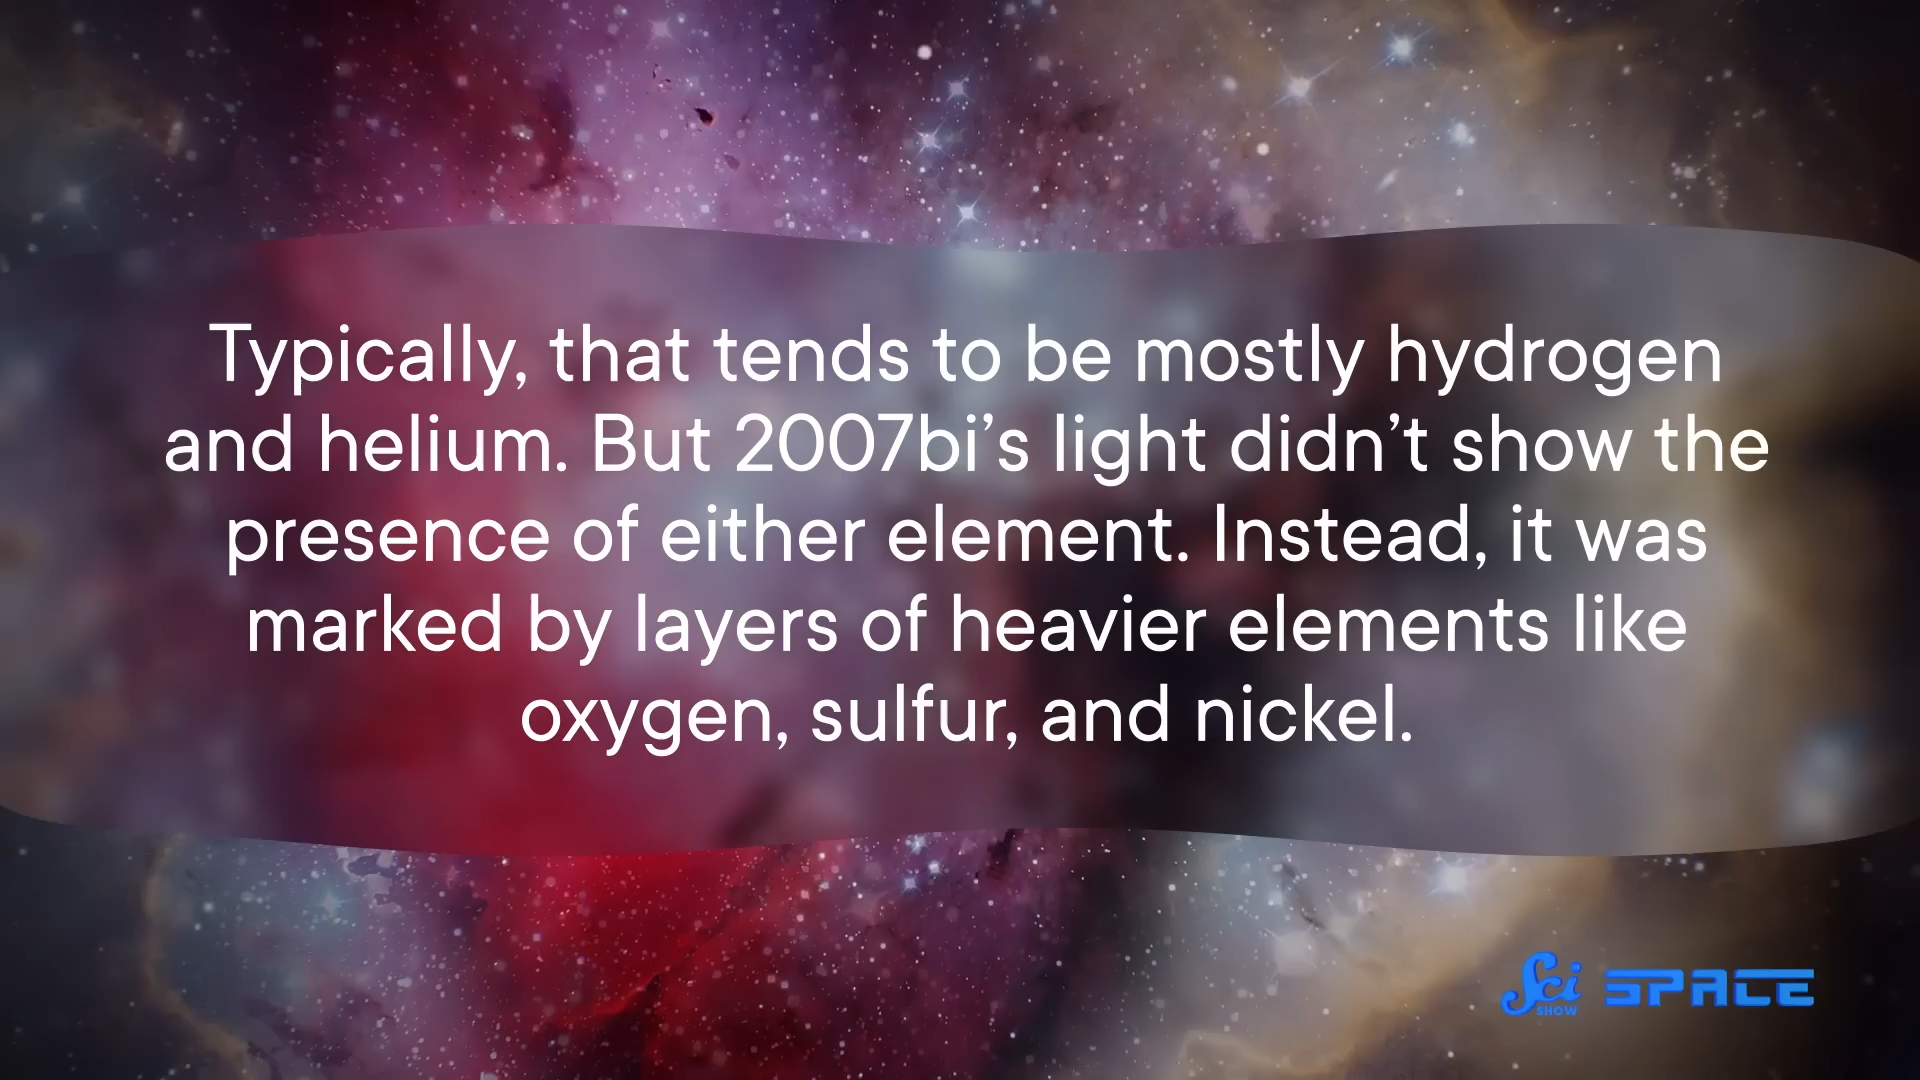 Typically, that tends to be mostly hydrogen
and helium. But 2007bi’s light didn’t show the
presence of either element. Instead, it was
marked by layers of heavier elements like
oxygen, sulfur, and nickel.
Sci SHOW SPACE